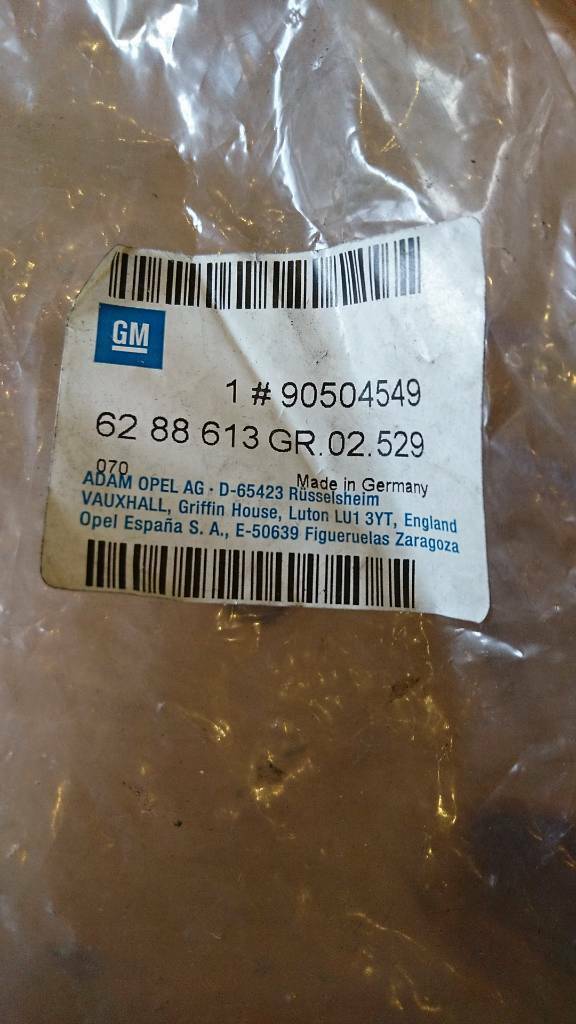 GM
1 # 90504549
62 88 613 GR.02.529
070
Made in Germany
ADAM OPEL AG · D-65423 Rüsselsheim
VAUXHALL, Griffin House, Luton LU1 3YT, England
Opel España S. A., E-50639 Figueruelas Zaragoza